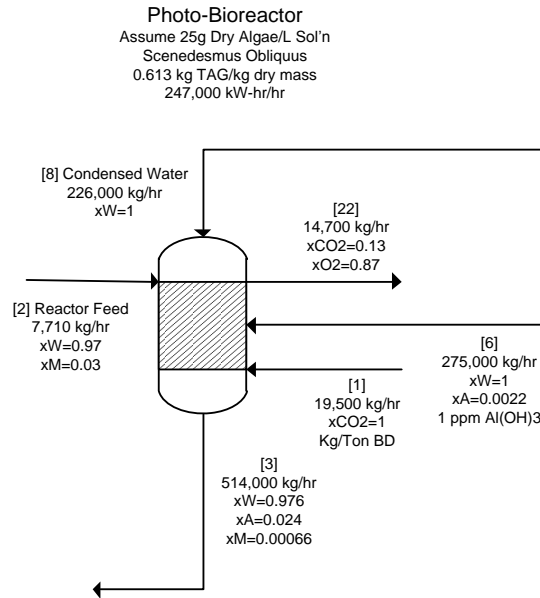 Photo-Bioreactor
Assume 25g Dry Algae/L Sol'n
Scenedesmus Obliquus
0.613 kg TAG/kg dry mass
247,000 kW-hr/hr
[8] Condensed Water
226,000 kg/hr
xW=1
[22]
14,700 kg/hr
xCO2=0.13
xO2=0.87
[2] Reactor Feed
7,710 kg/hr
xW=0.97
xM=0.03
[6]
275,000 kg/hr
xW=1
xA=0.0022
1 ppm Al(OH)3
[1]
19,500 kg/hr
xCO2=1
Kg/Ton BD
[3]
514,000 kg/hr
xW=0.976
xA=0.024
xM=0.00066